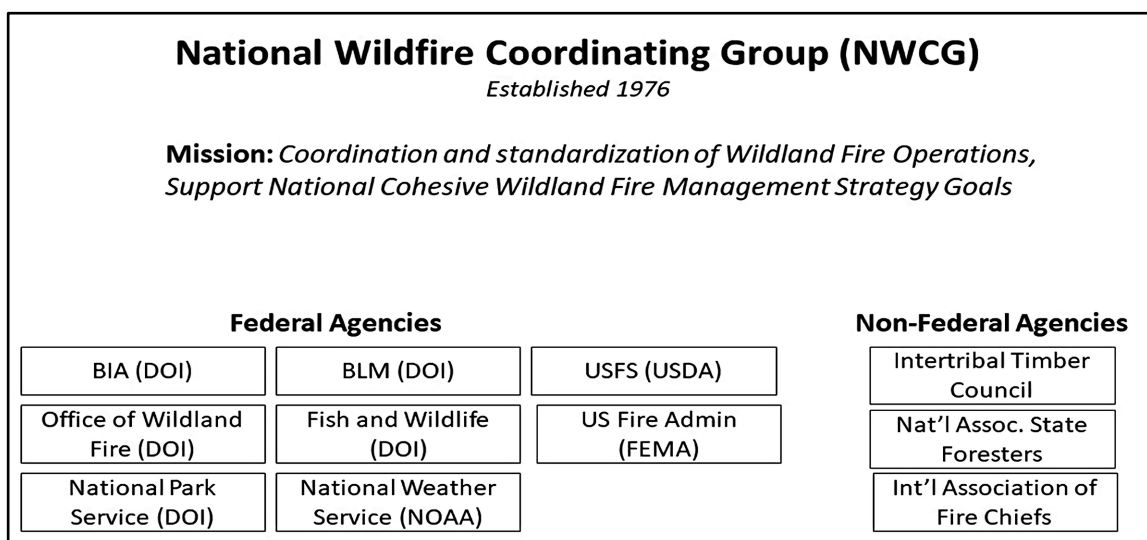 National Wildfire Coordinating Group (NWCG)
Established 1976
Mission: Coordination and standardization of Wildland Fire Operations,
Support National Cohesive Wildland Fire Management Strategy Goals
Federal Agencies
BIA (DOI)
BLM (DOI)
USFS (USDA)
Office of Wildland
Fire (DOI)
Fish and Wildlife
(DOI)
US Fire Admin
(FEMA)
National Park
Service (DOI)
National Weather
Service (NOAA)
Non-Federal Agencies
Intertribal Timber
Council
Nat’l Assoc. State
Foresters
Int’l Association of
Fire Chiefs